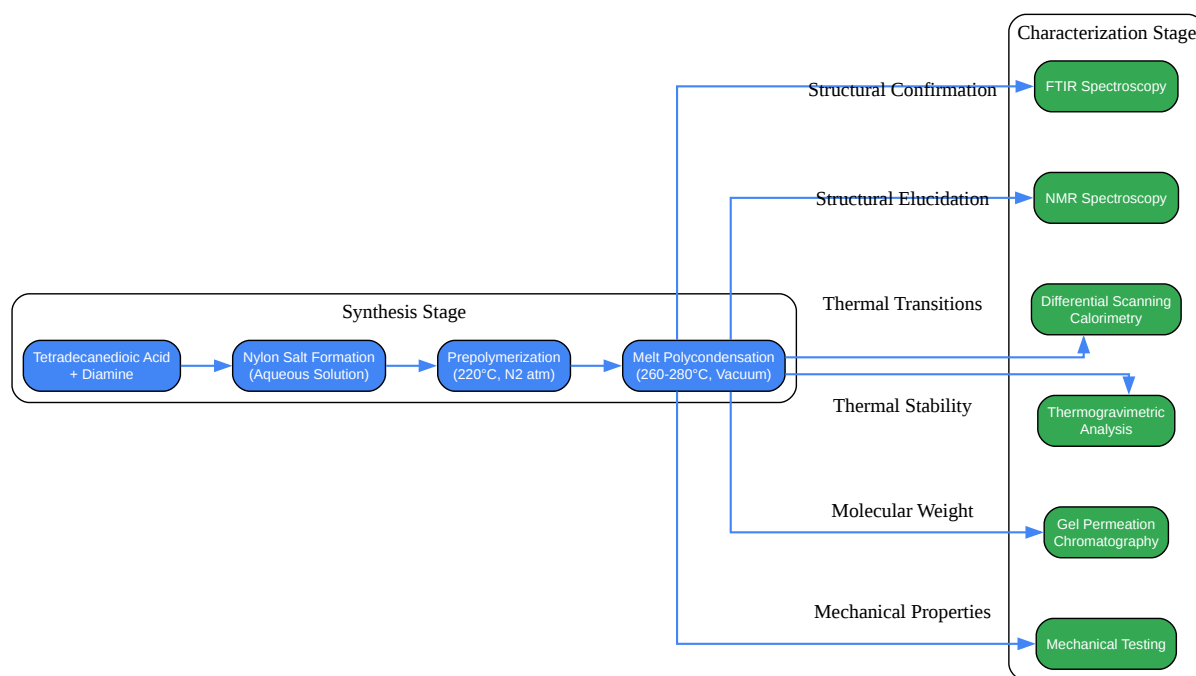 Characterization Stage
Structural Confirmation
FTIR Spectroscopy
Structural Elucidation
NMR Spectroscopy
Synthesis Stage
Tetradecanedioic Acid
+ Diamine
Nylon Salt Formation
(Aqueous Solution)
Prepolymerization
(220°C, N2 atm)
Melt Polycondensation
(260-280°C, Vacuum)
Thermal Transitions
Differential Scanning
Calorimetry
Thermal Stability
Thermogravimetric
Analysis
Molecular Weight
Gel Permeation
Chromatography
Mechanical Properties
Mechanical Testing